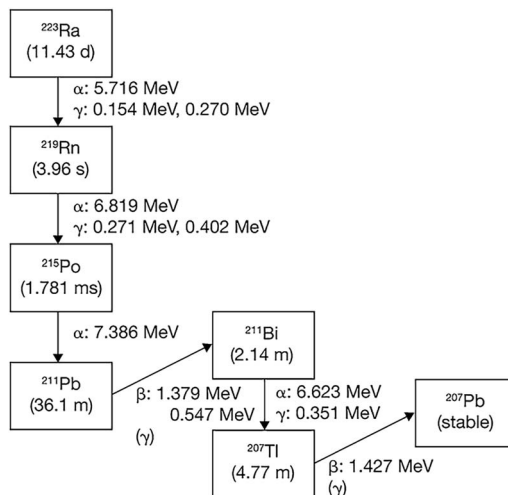 ²²³Ra
(11.43 d)
α: 5.716 MeV
γ: 0.154 MeV, 0.270 MeV
²¹⁹Rn
(3.96 s)
α: 6.819 MeV
γ: 0.271 MeV, 0.402 MeV
²¹⁵Po
(1.781 ms)
α: 7.386 MeV
²¹¹Pb
(36.1 m)
β: 1.379 MeV
0.547 MeV
(γ)
²¹¹Bi
(2.14 m)
α: 6.623 MeV
γ: 0.351 MeV
²⁰⁷Tl
(4.77 m)
β: 1.427 MeV
(γ)
²⁰⁷Pb
(stable)